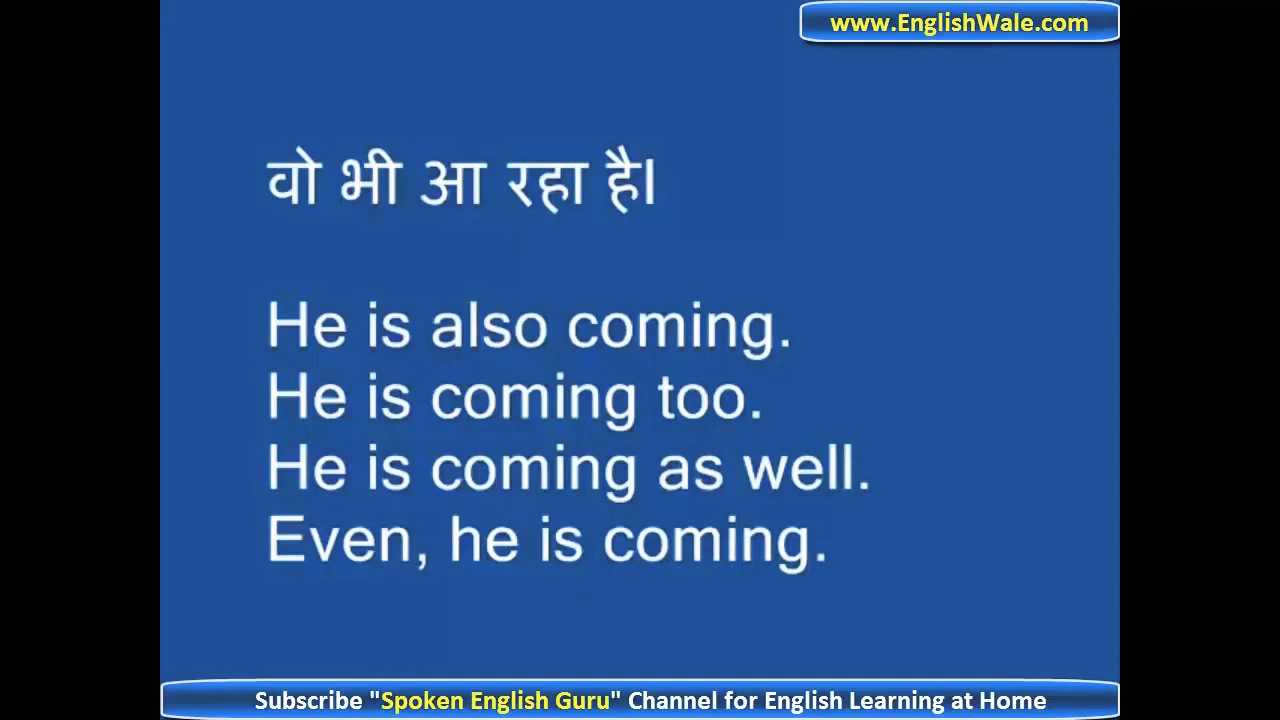 www.EnglishWale.com
वो भी आ रहा है।
He is also coming.
He is coming too.
He is coming as well.
Even, he is coming.
Subscribe "Spoken English Guru" Channel for English Learning at Home